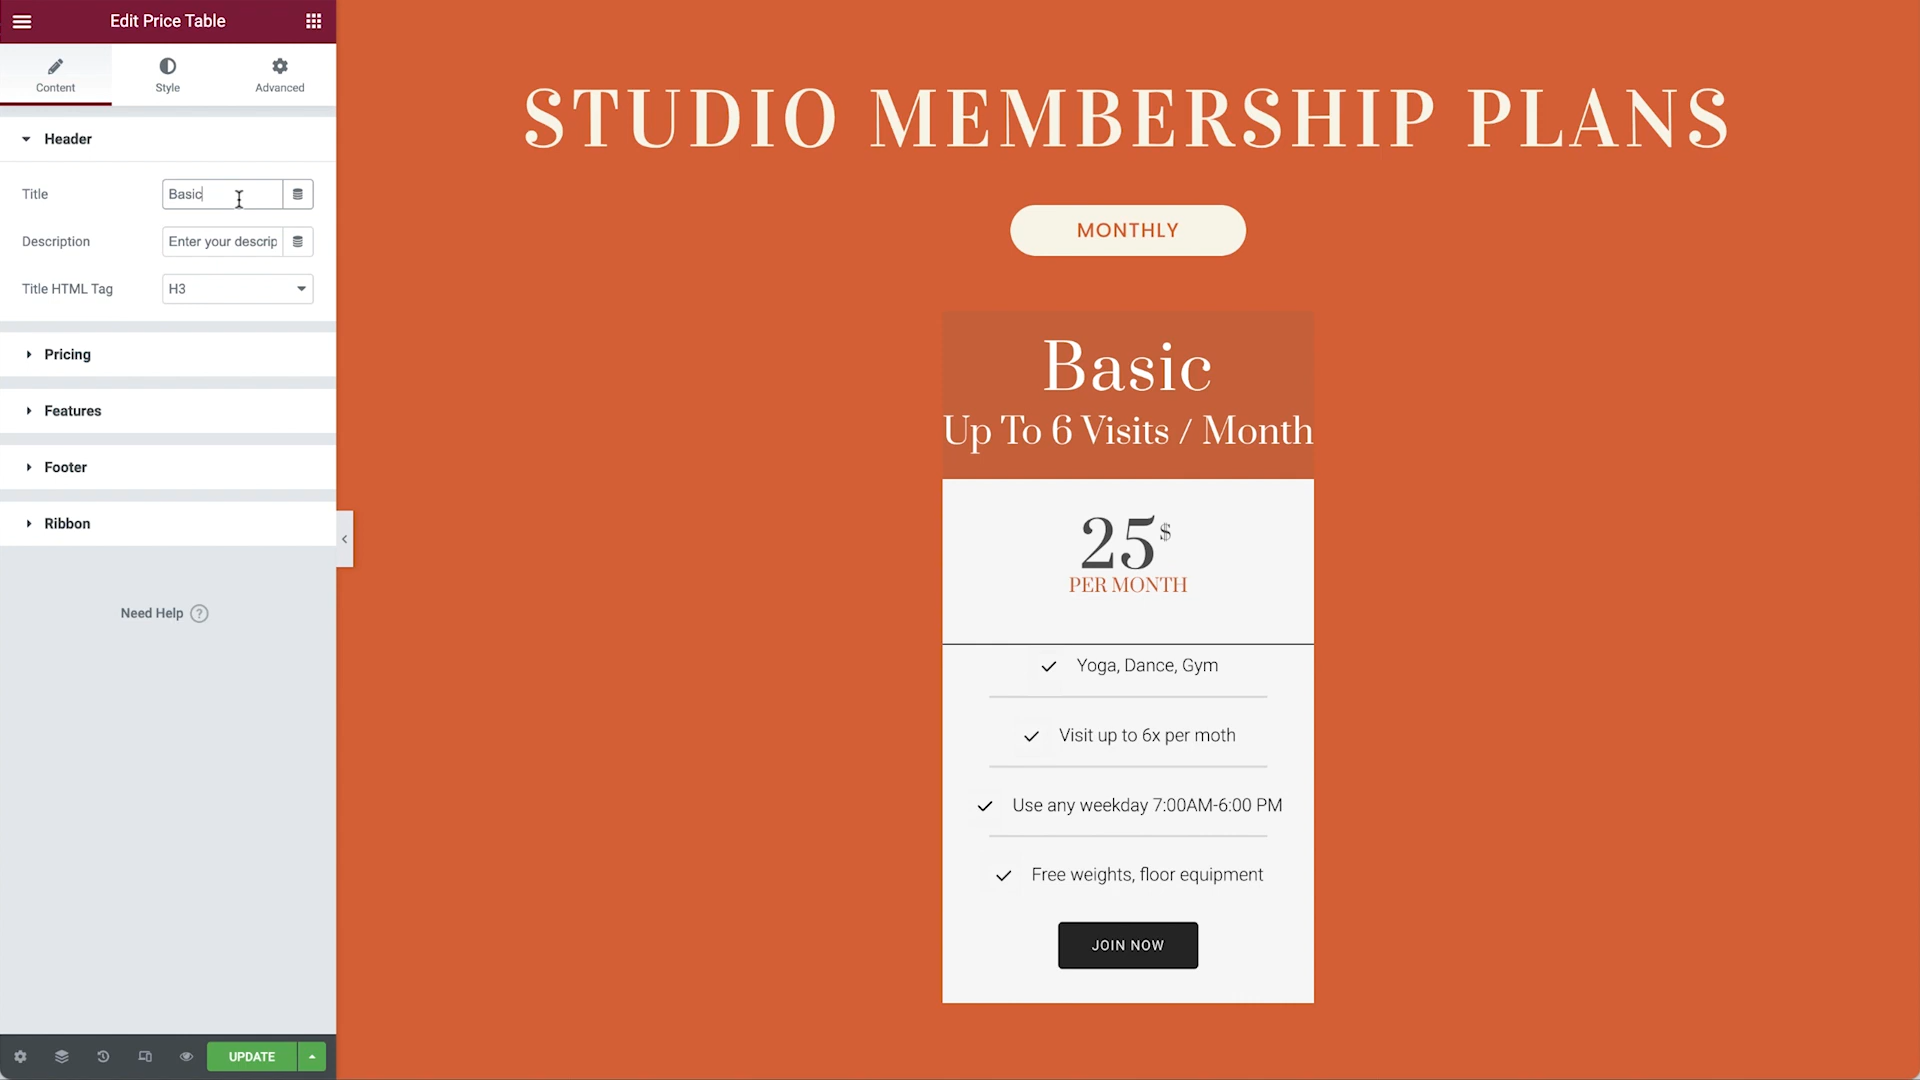 Edit Price Table
Content
Style
Advanced
Header
Title
Basic
Description
Enter your descrip
Title HTML Tag
H3
Pricing
Features
Footer
Ribbon
Need Help ?
UPDATE
STUDIO MEMBERSHIP PLANS
MONTHLY
Basic
Up To 6 Visits / Month
25$
PER MONTH
Yoga, Dance, Gym
Visit up to 6x per moth
Use any weekday 7:00AM-6:00 PM
Free weights, floor equipment
JOIN NOW